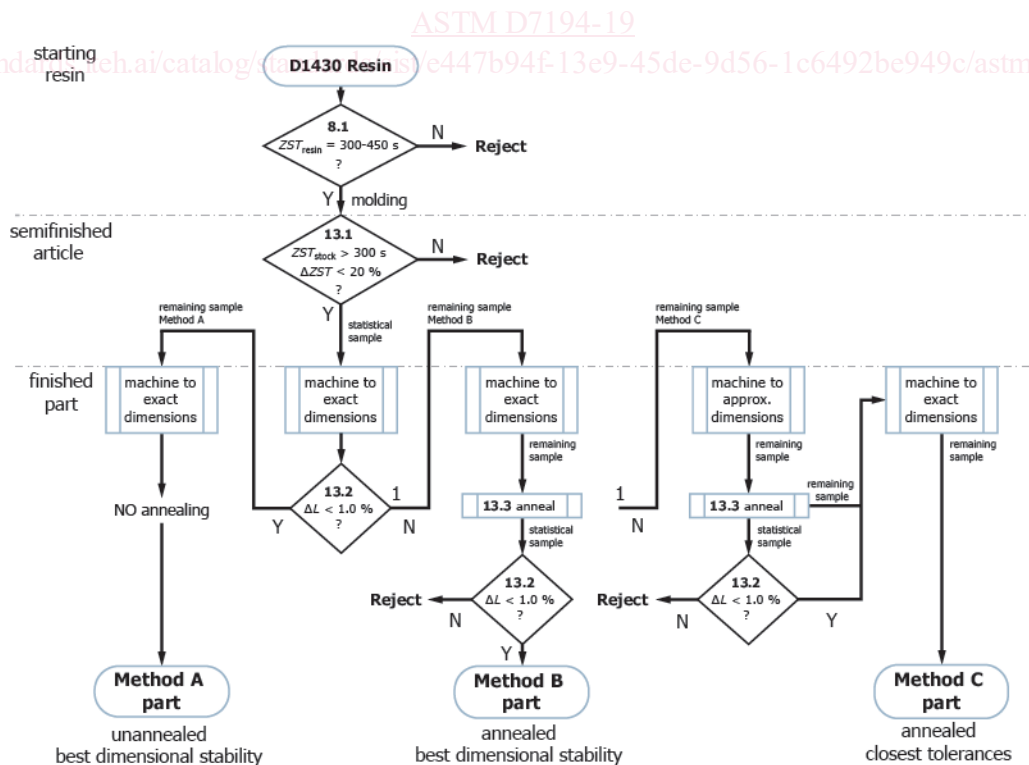 ASTM D7194-19
starting
resin
ndards.iteh.ai/catalog/standards/sist/e447b94f-13e9-45de-9d56-1c6492be949c/astm
D1430 Resin
8.1
ZSTresin = 300-450 s
?
N
Reject
Y
molding
semifinished
article
13.1
ZSTstock > 300 s
ΔZST < 20 %
?
N
Reject
Y
remaining sample
Method A
statistical
sample
remaining sample
Method B
remaining sample
Method C
finished
part
machine to
exact
dimensions
machine to
exact
dimensions
machine to
exact
dimensions
machine to
approx.
dimensions
machine to
exact
dimensions
remaining
sample
remaining
sample
remaining
sample
NO annealing
13.2
ΔL < 1.0 %
?
Y
1
N
13.3 anneal
1
N
13.3 anneal
remaining
sample
statistical
sample
statistical
sample
Reject
N
13.2
ΔL < 1.0 %
?
Y
Reject
N
13.2
ΔL < 1.0 %
?
Y
Method A
part
Method B
part
Method C
part
unannealed
best dimensional stability
annealed
best dimensional stability
annealed
closest tolerances